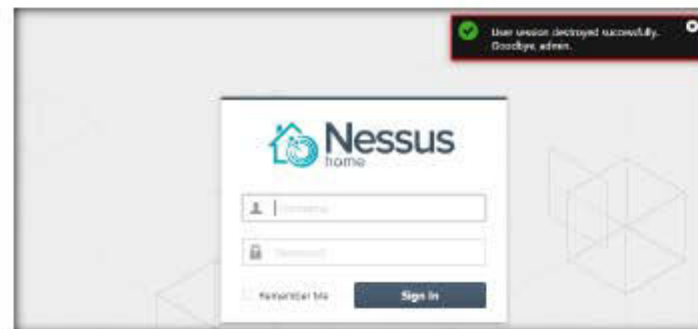 User session destroyed successfully.
Goodbye, admin.
Nessus
home
Username
Password
Remember Me
Sign In